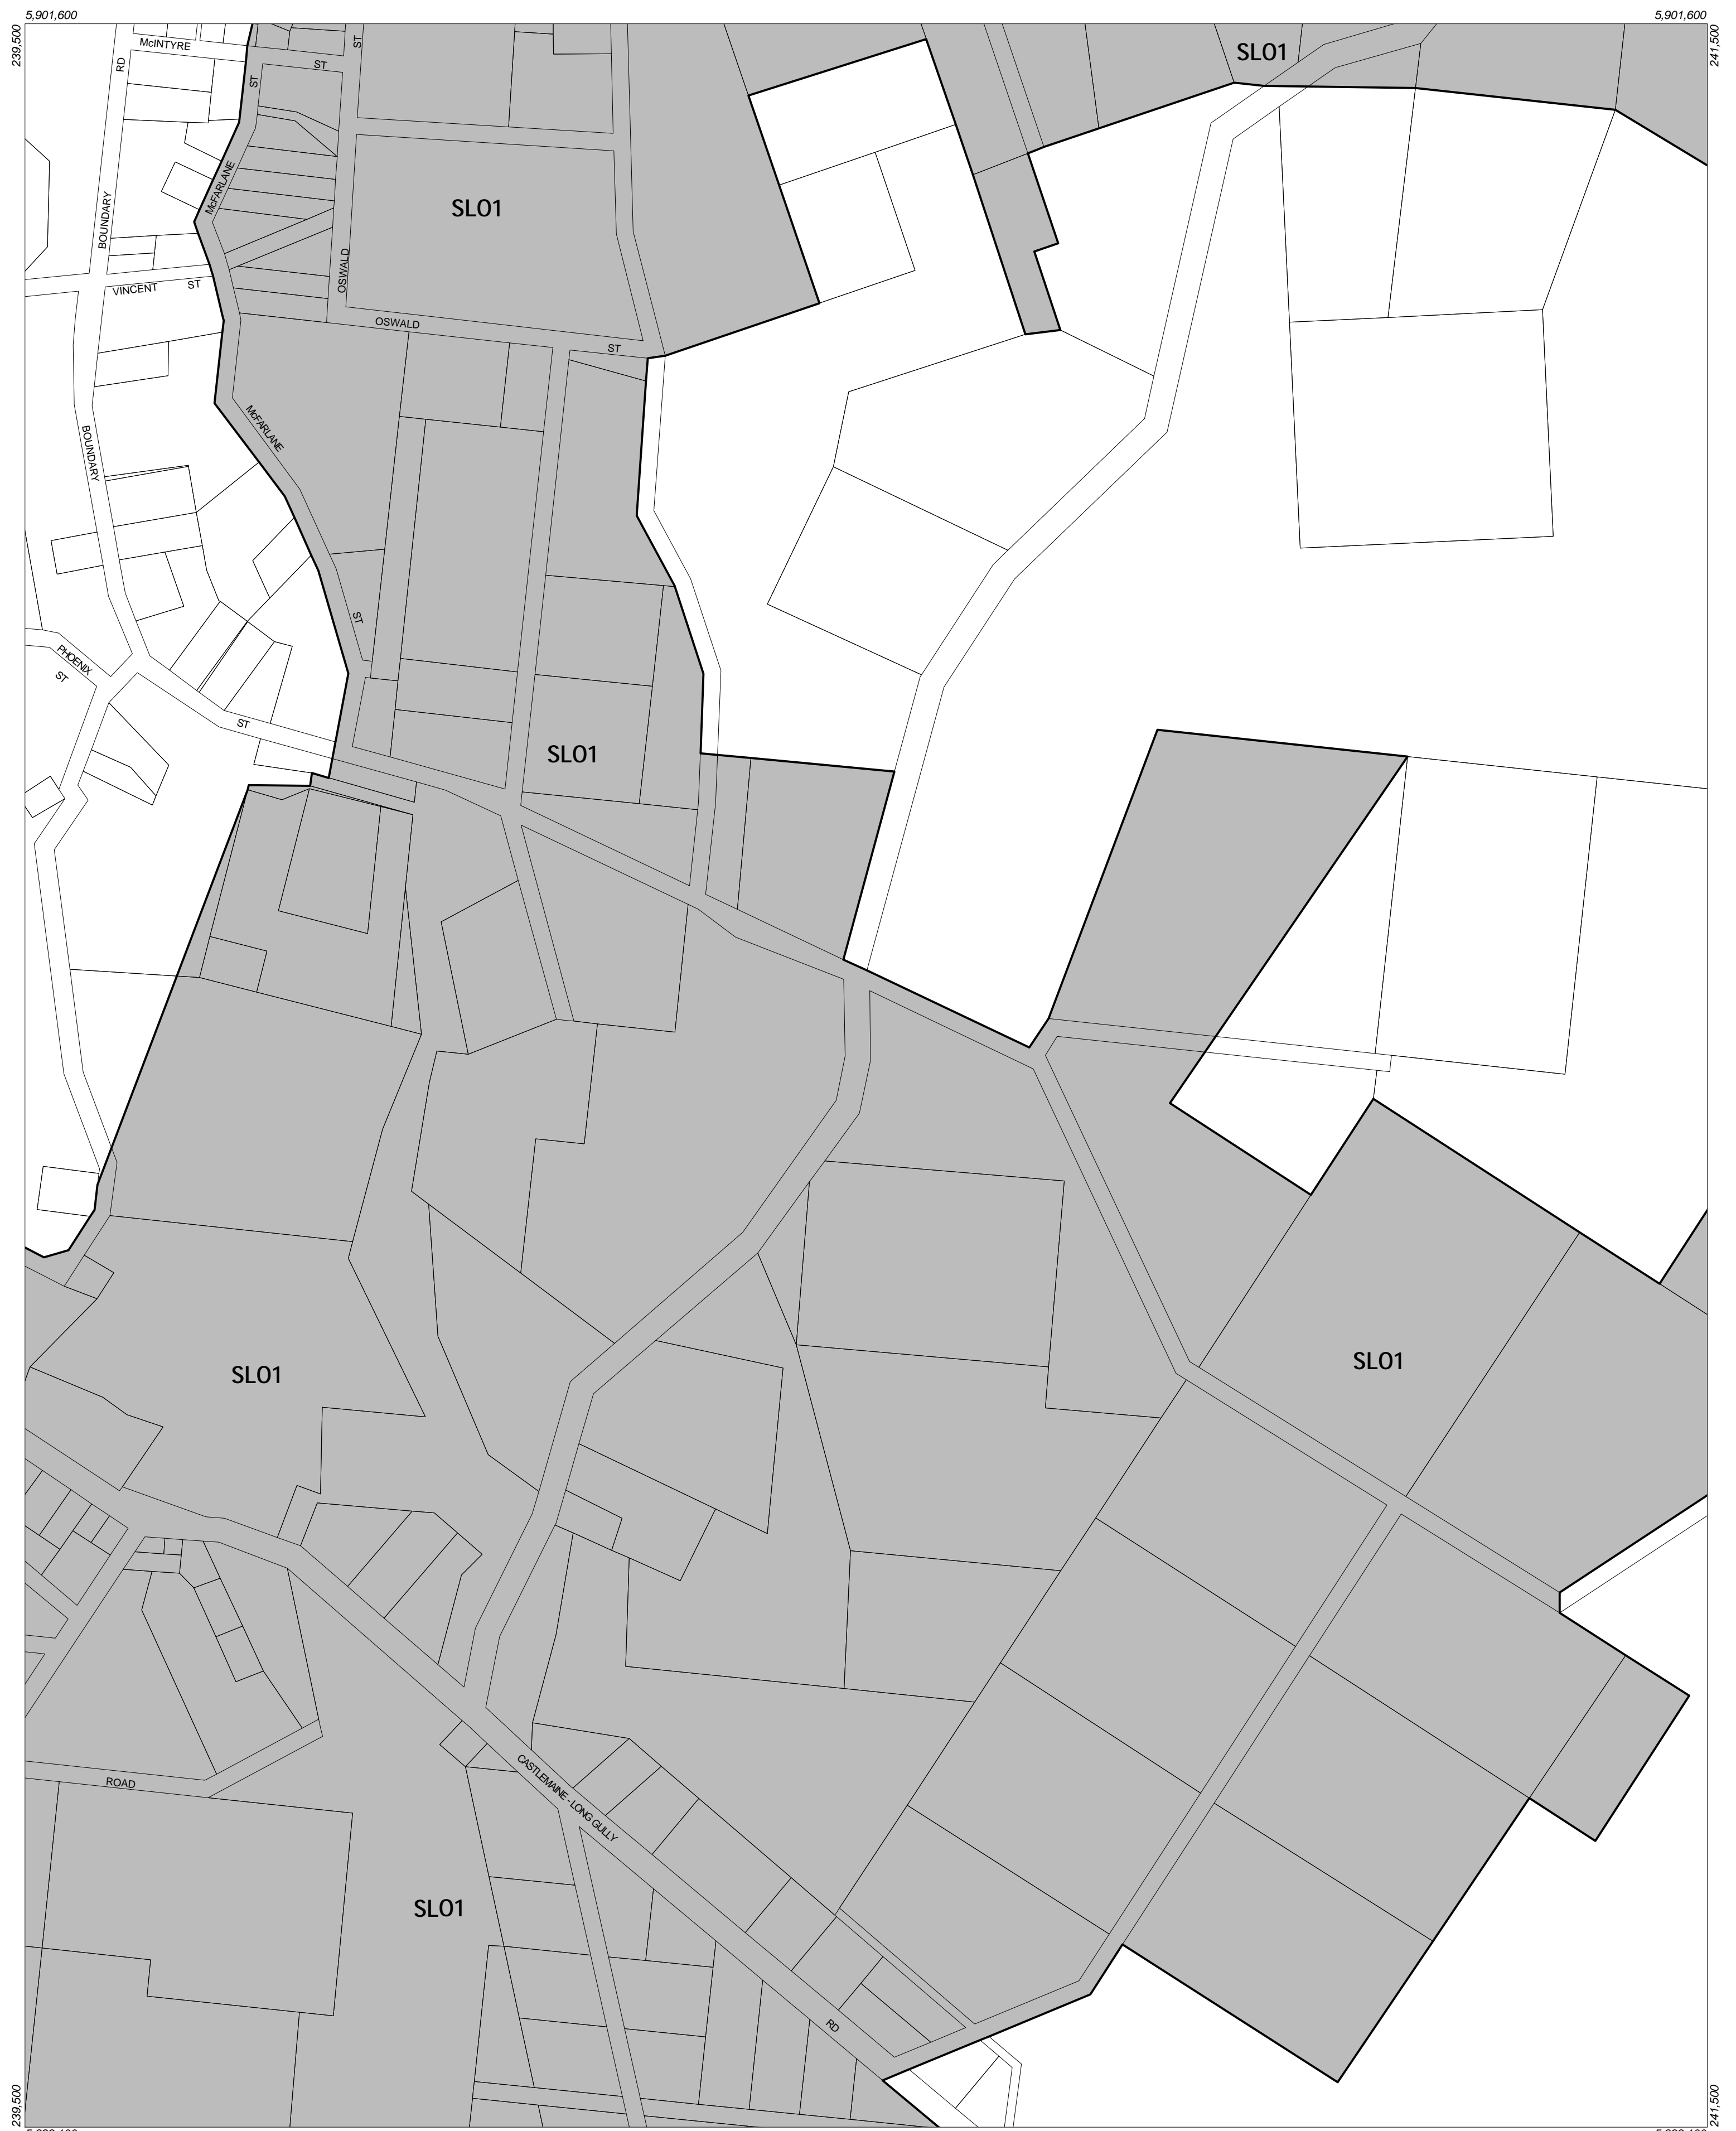 5,901,600
5,901,600
239,500
241,500
McINTYRE
ST
RD
ST
ST
SLO1
McFARLANE
BOUNDARY
SLO1
OSWALD
VINCENT
ST
OSWALD
ST
McFARLANE
BOUNDARY
ST
PHOENIX
ST
ST
SLO1
SLO1
SLO1
CASTLEMAINE - LONG GULLY
ROAD
SLO1
RD
239,500
241,500